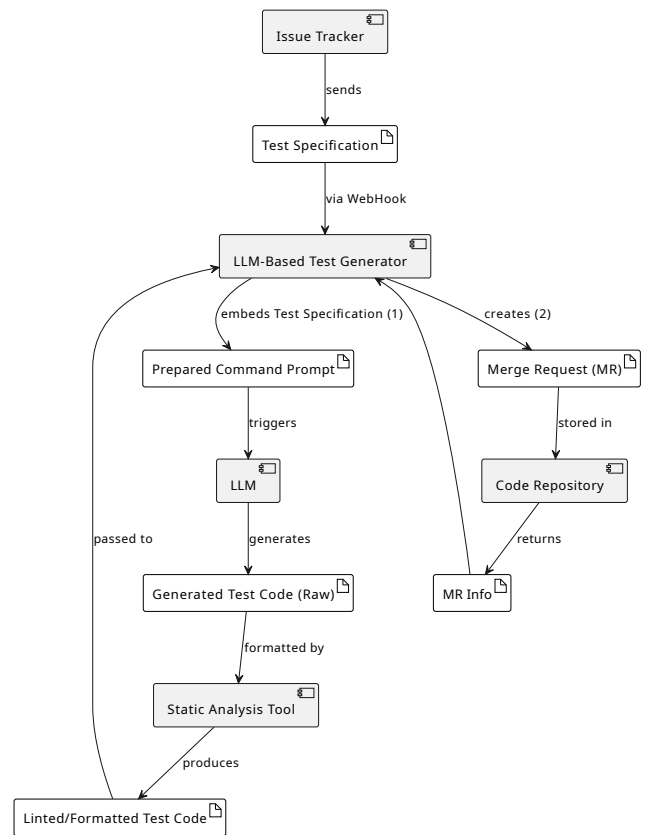 Issue Tracker
sends
Test Specification
via WebHook
LLM-Based Test Generator
embeds Test Specification (1)
creates (2)
Prepared Command Prompt
Merge Request (MR)
triggers
stored in
LLM
Code Repository
passed to
generates
returns
Generated Test Code (Raw)
MR Info
formatted by
Static Analysis Tool
produces
Linted/Formatted Test Code